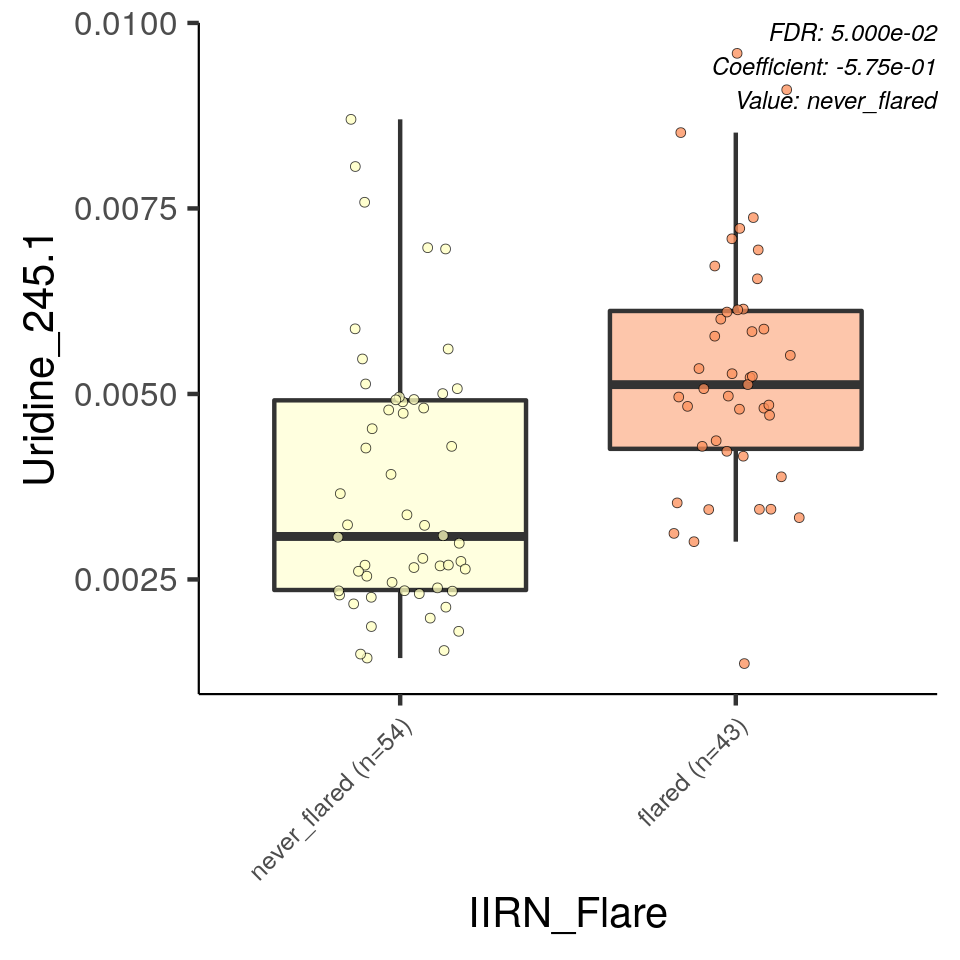 FDR: 5.000e-02
Coefficient: -5.75e-01
Value: never_flared
0.0100
0.0075
0.0050
0.0025
Uridine_245.1
never_flared (n=54)
flared (n=43)
IIRN_Flare